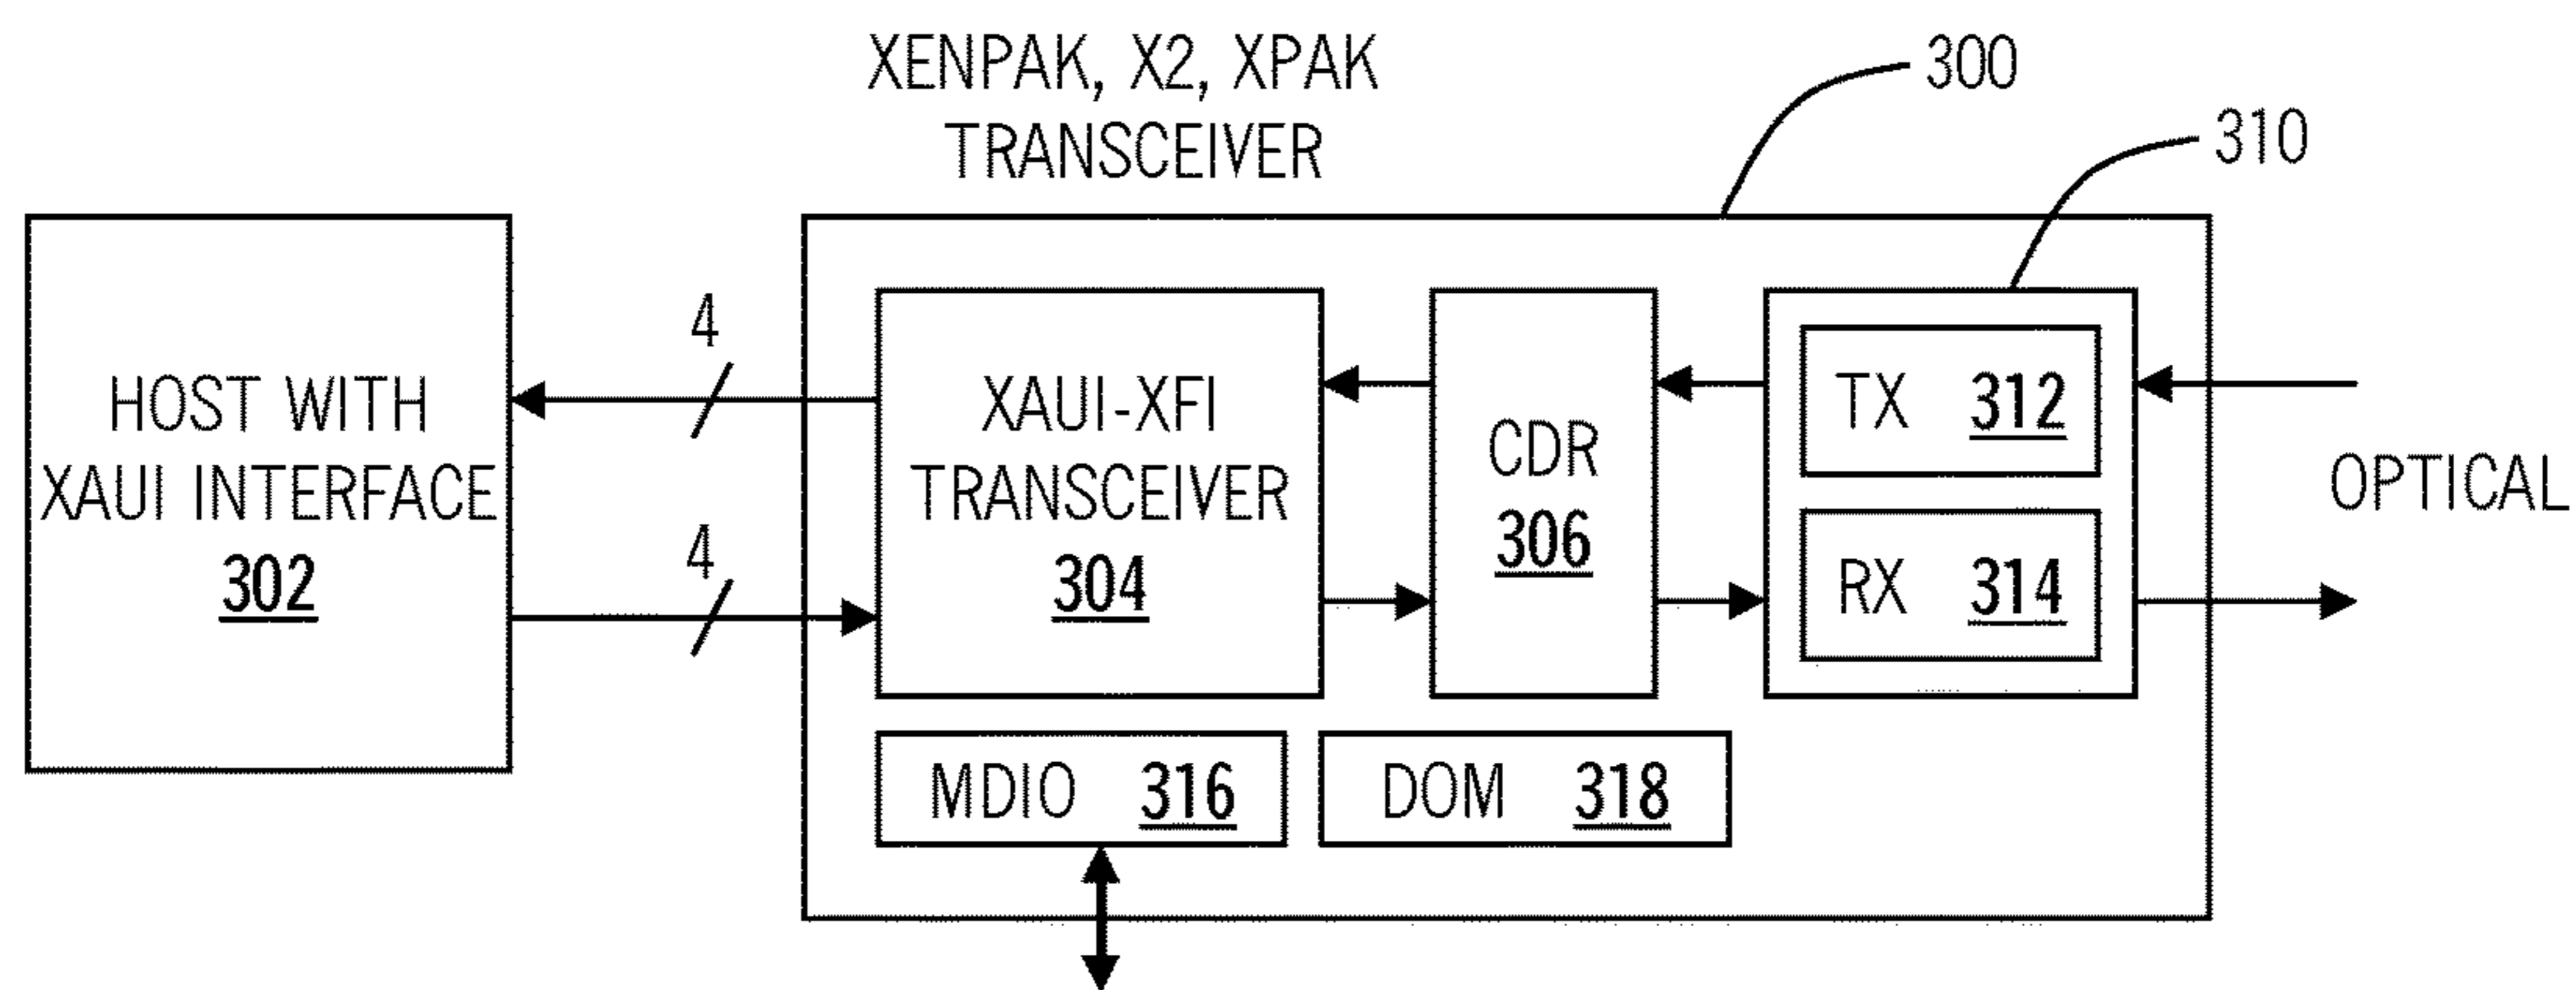 XENPAK, X2, XPAK
TRANSCEIVER
300
310
HOST WITH
XAUI INTERFACE
302
4
4
XAUI-XFI
TRANSCEIVER
304
CDR
306
TX 312
RX 314
OPTICAL
MDIO 316
DOM 318